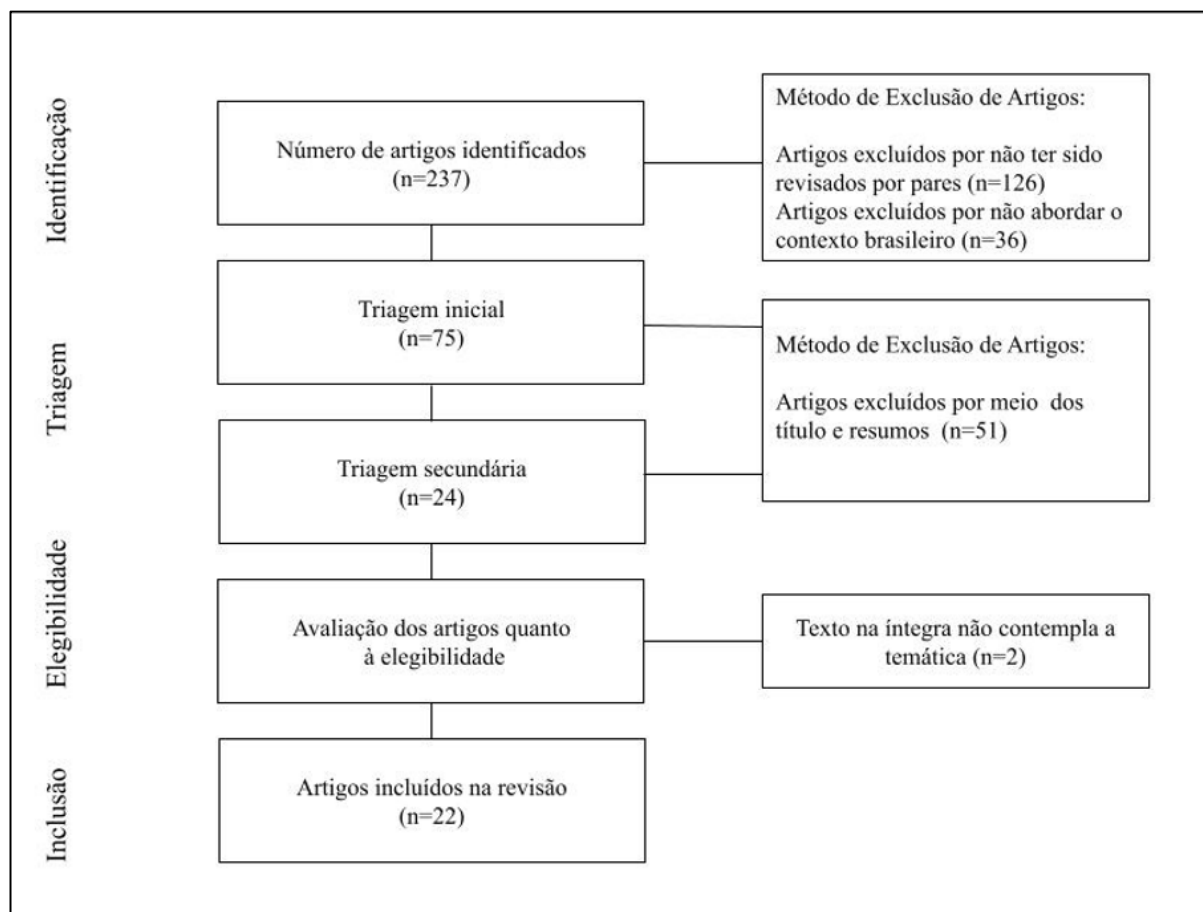 Identificação
Número de artigos identificados
(n=237)
Método de Exclusão de Artigos:
Artigos excluídos por não ter sido
revisados por pares (n=126)
Artigos excluídos por não abordar o
contexto brasileiro (n=36)
Triagem
Triagem inicial
(n=75)
Método de Exclusão de Artigos:
Artigos excluídos por meio dos
título e resumos (n=51)
Triagem secundária
(n=24)
Elegibilidade
Avaliação dos artigos quanto
à elegibilidade
Texto na íntegra não contempla a
temática (n=2)
Inclusão
Artigos incluídos na revisão
(n=22)